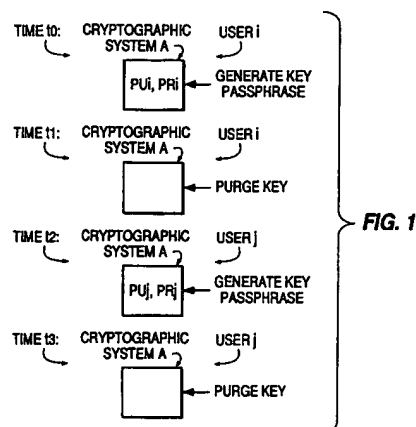 TIME t0: CRYPTOGRAPHIC SYSTEM A USER i
PUi, PRi
GENERATE KEY
PASSPHRASE
TIME t1: CRYPTOGRAPHIC SYSTEM A USER i
PURGE KEY
TIME t2: CRYPTOGRAPHIC SYSTEM A USER j
PUj, PRj
GENERATE KEY
PASSPHRASE
TIME t3: CRYPTOGRAPHIC SYSTEM A USER j
PURGE KEY
FIG. 1